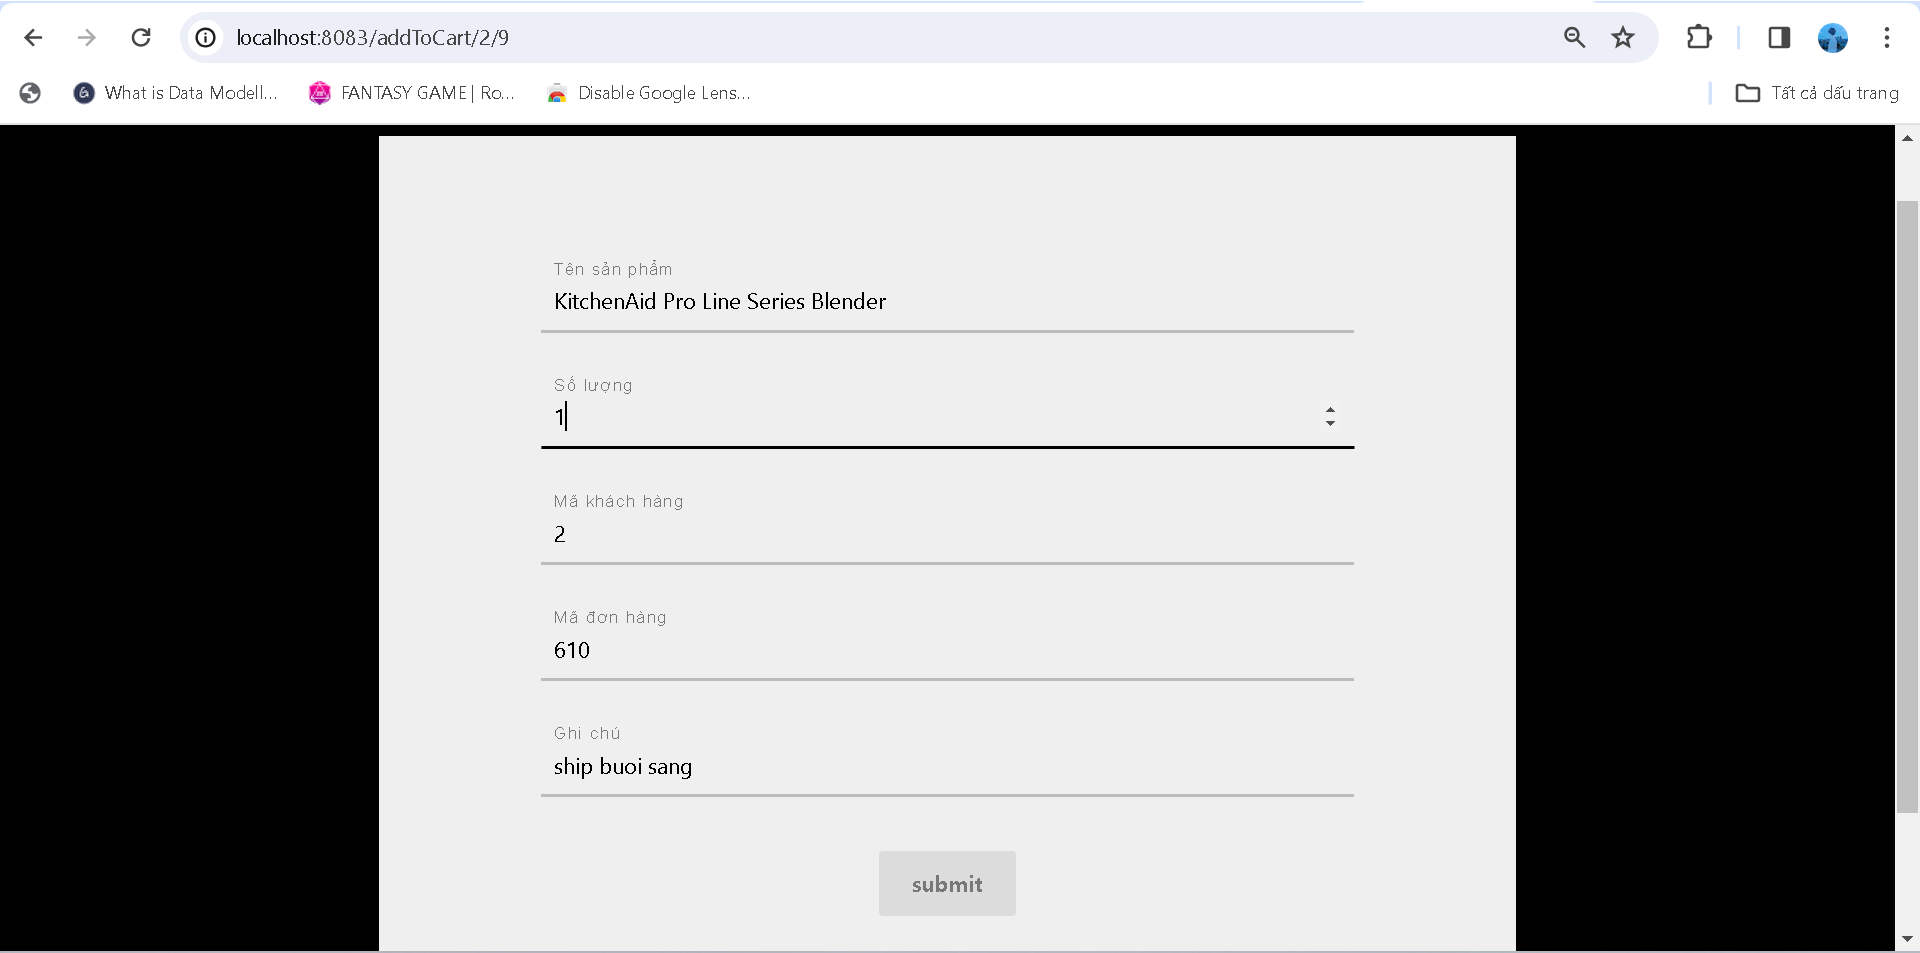 localhost:8083/addToCart/2/9
What is Data Modell...
FANTASY GAME | Ro...
Disable Google Lens...
Tất cả dấu trang
Tên sản phẩm
KitchenAid Pro Line Series Blender
Số lượng
1
Mã khách hàng
2
Mã đơn hàng
610
Ghi chú
ship buoi sang
submit